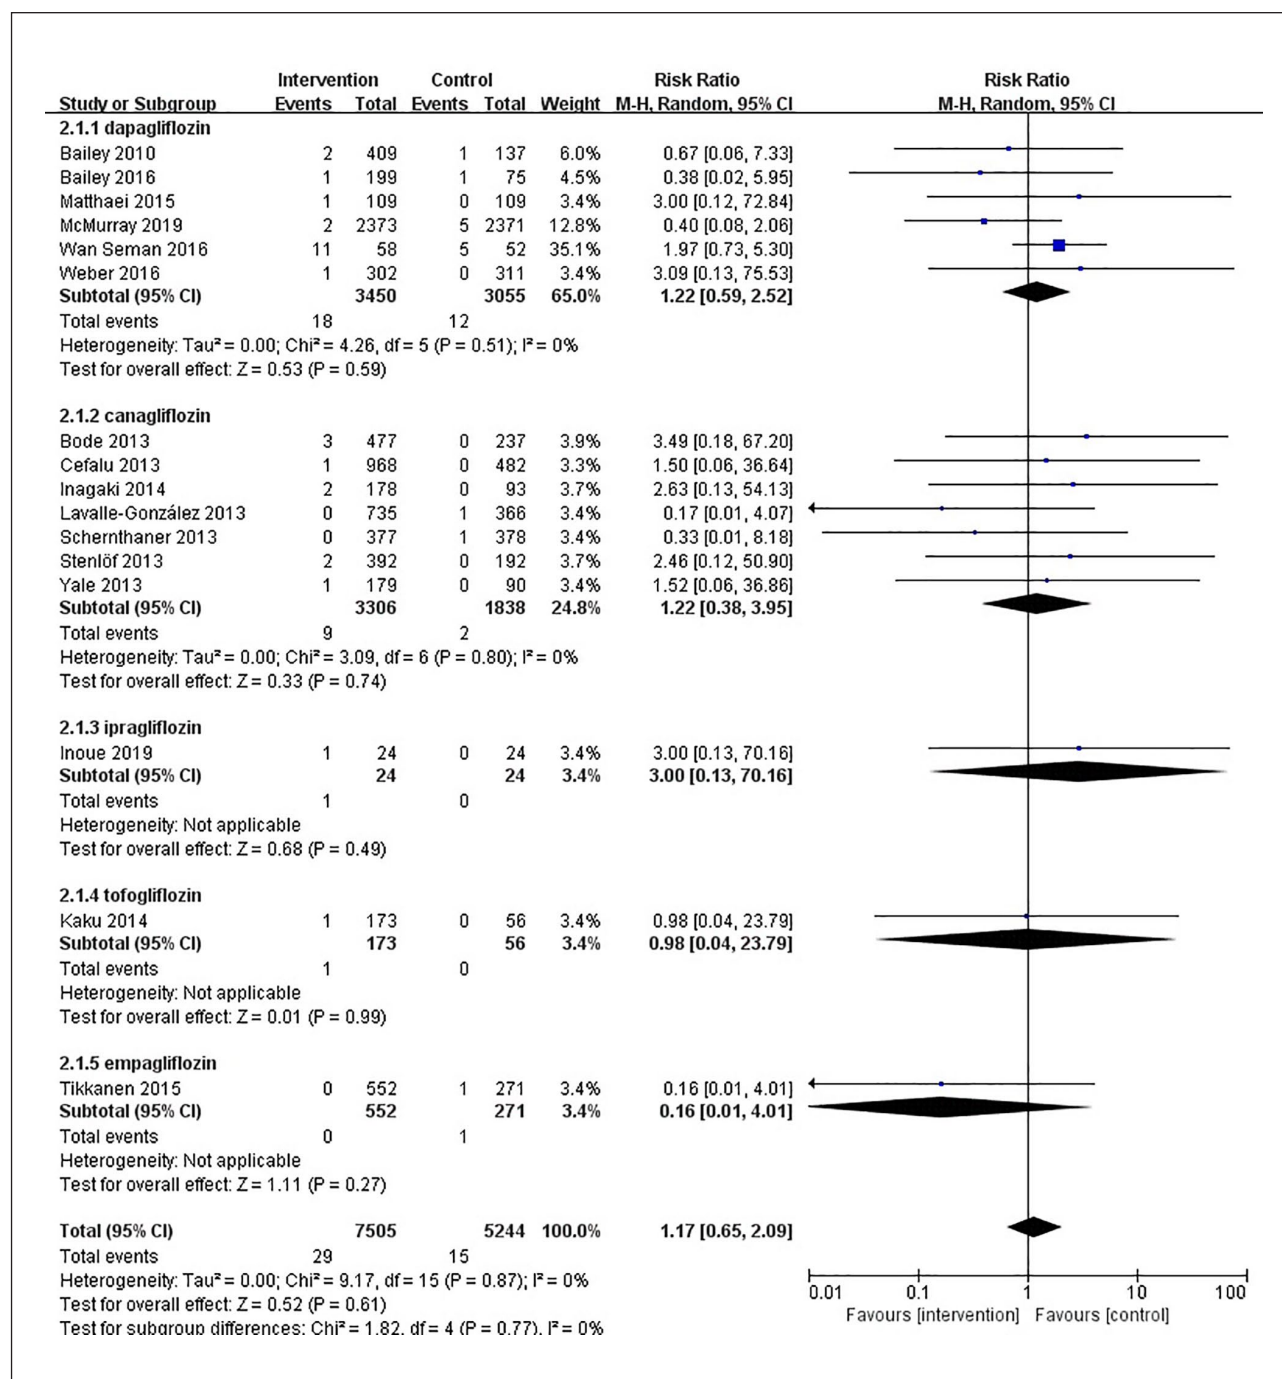 Intervention Control Risk Ratio Risk Ratio
Study or Subgroup Events Total Events Total Weight M-H, Random, 95% CI M-H, Random, 95% CI
2.1.1 dapagliflozin
Bailey 2010 2 409 1 137 6.0% 0.67 [0.06, 7.33]
Bailey 2016 1 199 1 75 4.5% 0.38 [0.02, 5.95]
Matthaei 2015 1 109 0 109 3.4% 3.00 [0.12, 72.84]
McMurray 2019 2 2373 5 2371 12.8% 0.40 [0.08, 2.06]
Wan Seman 2016 11 58 5 52 35.1% 1.97 [0.73, 5.30]
Weber 2016 1 302 0 311 3.4% 3.09 [0.13, 75.53]
Subtotal (95% CI) 3450 3055 65.0% 1.22 [0.59, 2.52]
Total events 18 12
Heterogeneity: Tau² = 0.00; Chi² = 4.26, df = 5 (P = 0.51); I² = 0%
Test for overall effect: Z = 0.53 (P = 0.59)
2.1.2 canagliflozin
Bode 2013 3 477 0 237 3.9% 3.49 [0.18, 67.20]
Cefalu 2013 1 968 0 482 3.3% 1.50 [0.06, 36.64]
Inagaki 2014 2 178 0 93 3.7% 2.63 [0.13, 54.13]
Lavalle-González 2013 0 735 1 366 3.4% 0.17 [0.01, 4.07]
Schernthaner 2013 0 377 1 378 3.4% 0.33 [0.01, 8.18]
Stenlöf 2013 2 392 0 192 3.7% 2.46 [0.12, 50.90]
Yale 2013 1 179 0 90 3.4% 1.52 [0.06, 36.86]
Subtotal (95% CI) 3306 1838 24.8% 1.22 [0.38, 3.95]
Total events 9 2
Heterogeneity: Tau² = 0.00; Chi² = 3.09, df = 6 (P = 0.80); I² = 0%
Test for overall effect: Z = 0.33 (P = 0.74)
2.1.3 ipragliflozin
Inoue 2019 1 24 0 24 3.4% 3.00 [0.13, 70.16]
Subtotal (95% CI) 24 24 3.4% 3.00 [0.13, 70.16]
Total events 1 0
Heterogeneity: Not applicable
Test for overall effect: Z = 0.68 (P = 0.49)
2.1.4 tofogliflozin
Kaku 2014 1 173 0 56 3.4% 0.98 [0.04, 23.79]
Subtotal (95% CI) 173 56 3.4% 0.98 [0.04, 23.79]
Total events 1 0
Heterogeneity: Not applicable
Test for overall effect: Z = 0.01 (P = 0.99)
2.1.5 empagliflozin
Tikkanen 2015 0 552 1 271 3.4% 0.16 [0.01, 4.01]
Subtotal (95% CI) 552 271 3.4% 0.16 [0.01, 4.01]
Total events 0 1
Heterogeneity: Not applicable
Test for overall effect: Z = 1.11 (P = 0.27)
Total (95% CI) 7505 5244 100.0% 1.17 [0.65, 2.09]
Total events 29 15
Heterogeneity: Tau² = 0.00; Chi² = 9.17, df = 15 (P = 0.87); I² = 0%
Test for overall effect: Z = 0.52 (P = 0.61)
Test for subgroup differences: Chi² = 1.82, df = 4 (P = 0.77), I² = 0%
0.01 0.1 1 10 100
Favours [intervention] Favours [control]